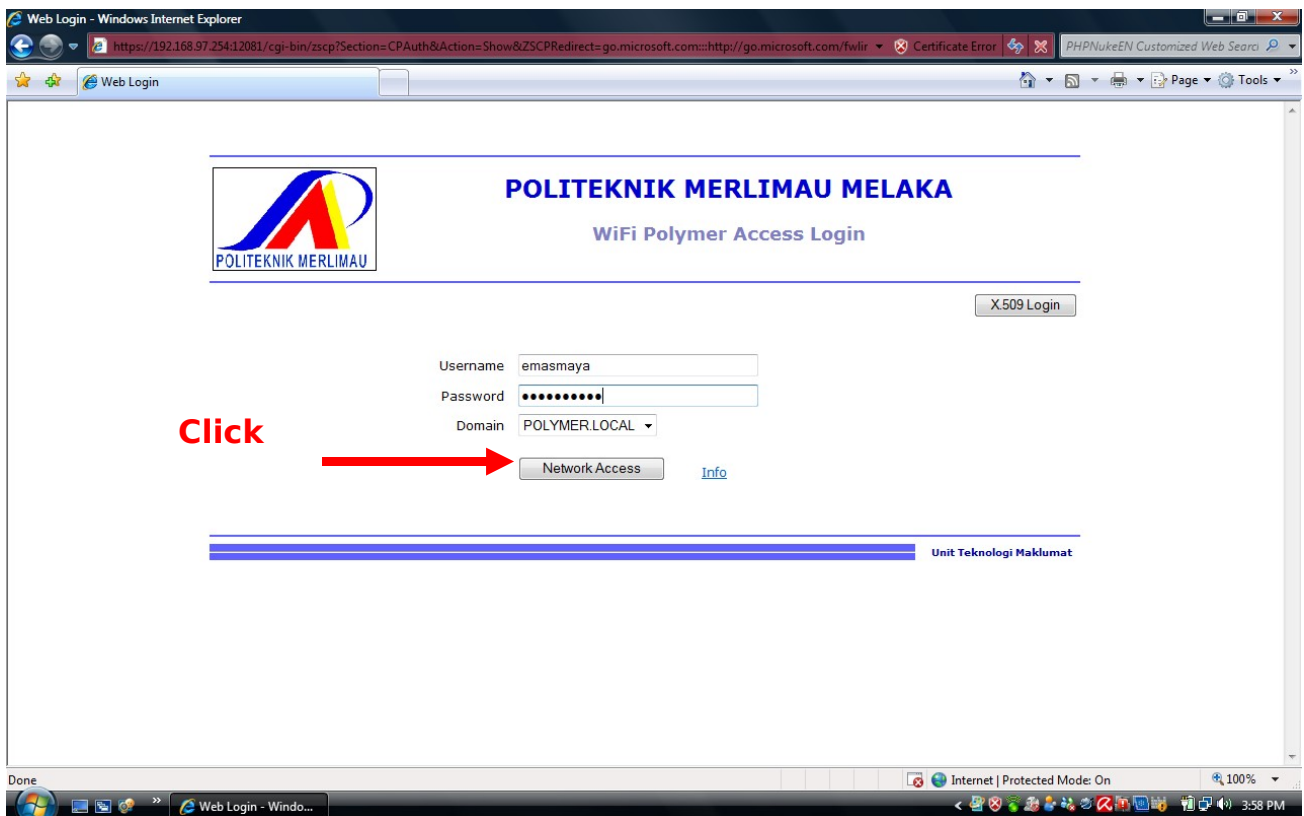 Web Login - Windows Internet Explorer
https://192.168.97.254:12081/cgi-bin/zscp?Section=CPAuth&Action=Show&ZSCPRedirect=go.microsoft.com:::http://go.microsoft.com/fwlir Certificate Error PHPNukeEN Customized Web Searc
Web Login Page Tools
POLITEKNIK MERLIMAU MELAKA
WiFi Polymer Access Login
POLITEKNIK MERLIMAU
X.509 Login
Username emasmaya
Password ••••••••••
Domain POLYMER.LOCAL
Click
Network Access Info
Unit Teknologi Maklumat
Done Internet | Protected Mode: On 100%
Web Login - Windo... 3:58 PM